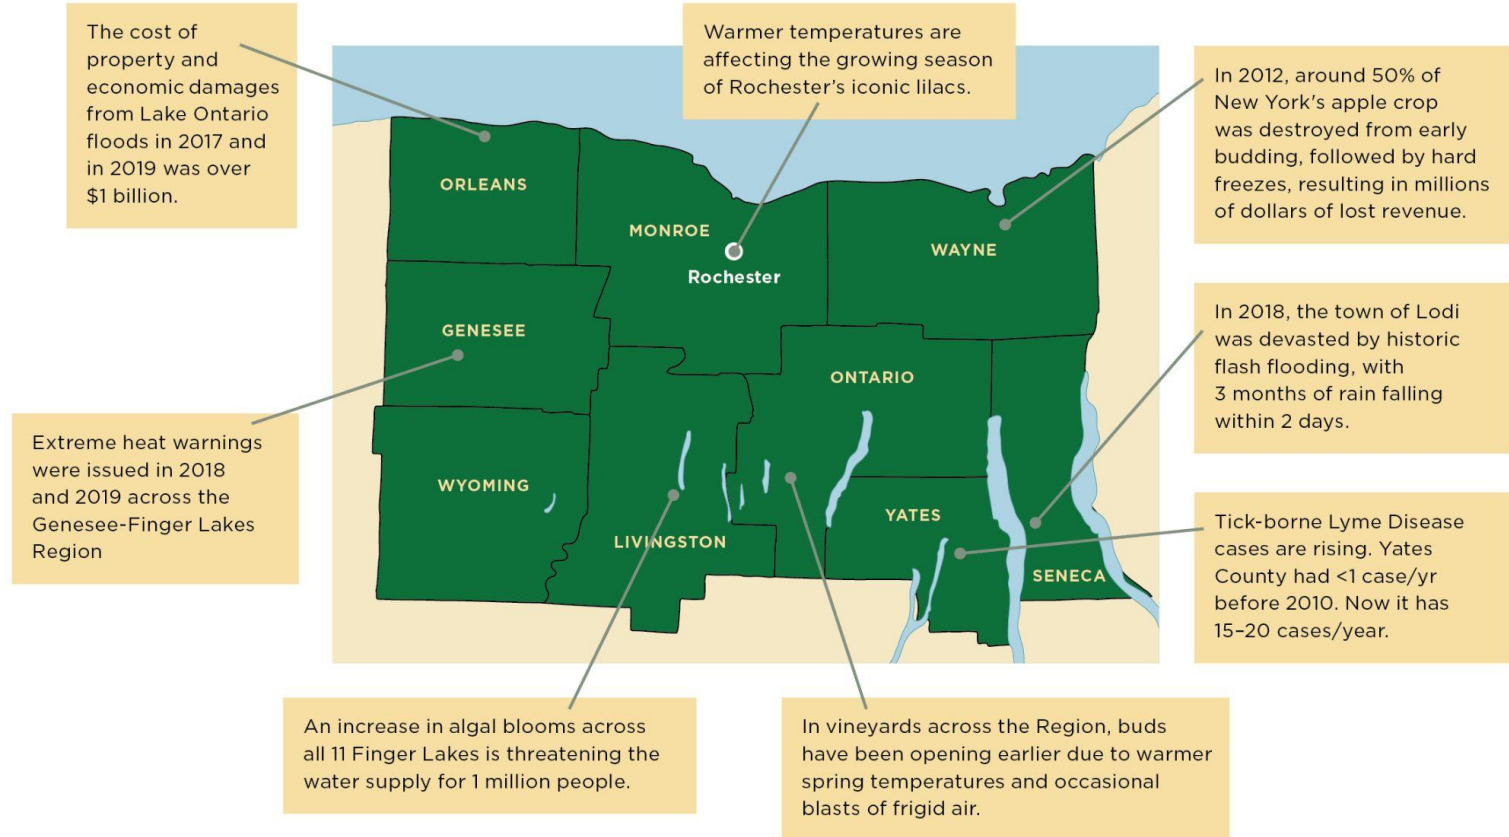 The cost of
property and
economic damages
from Lake Ontario
floods in 2017 and
in 2019 was over
$1 billion.
Warmer temperatures are
affecting the growing season
of Rochester's iconic lilacs.
In 2012, around 50% of
New York's apple crop
was destroyed from early
budding, followed by hard
freezes, resulting in millions
of dollars of lost revenue.
ORLEANS
MONROE
WAYNE
Rochester
GENESEE
ONTARIO
In 2018, the town of Lodi
was devasted by historic
flash flooding, with
3 months of rain falling
within 2 days.
Extreme heat warnings
were issued in 2018
and 2019 across the
Genesee-Finger Lakes
Region
WYOMING
LIVINGSTON
YATES
SENECA
Tick-borne Lyme Disease
cases are rising. Yates
County had <1 case/yr
before 2010. Now it has
15–20 cases/year.
An increase in algal blooms across
all 11 Finger Lakes is threatening the
water supply for 1 million people.
In vineyards across the Region, buds
have been opening earlier due to warmer
spring temperatures and occasional
blasts of frigid air.